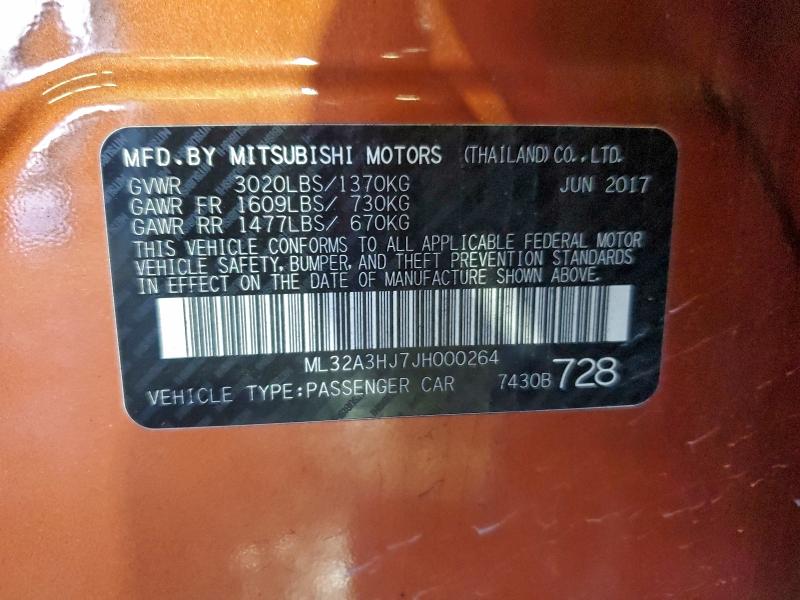 MFD.BY MITSUBISHI MOTORS (THAILAND)CO.,LTD.
GVWR 3020LBS/1370KG JUN 2017
GAWR FR 1609LBS/ 730KG
GAWR RR 1477LBS/ 670KG
THIS VEHICLE CONFORMS TO ALL APPLICABLE FEDERAL MOTOR
VEHICLE SAFETY, BUMPER, AND THEFT PREVENTION STANDARDS
IN EFFECT ON THE DATE OF MANUFACTURE SHOWN ABOVE.
ML32A3HJ7JH000264
VEHICLE TYPE:PASSENGER CAR 7430B 728